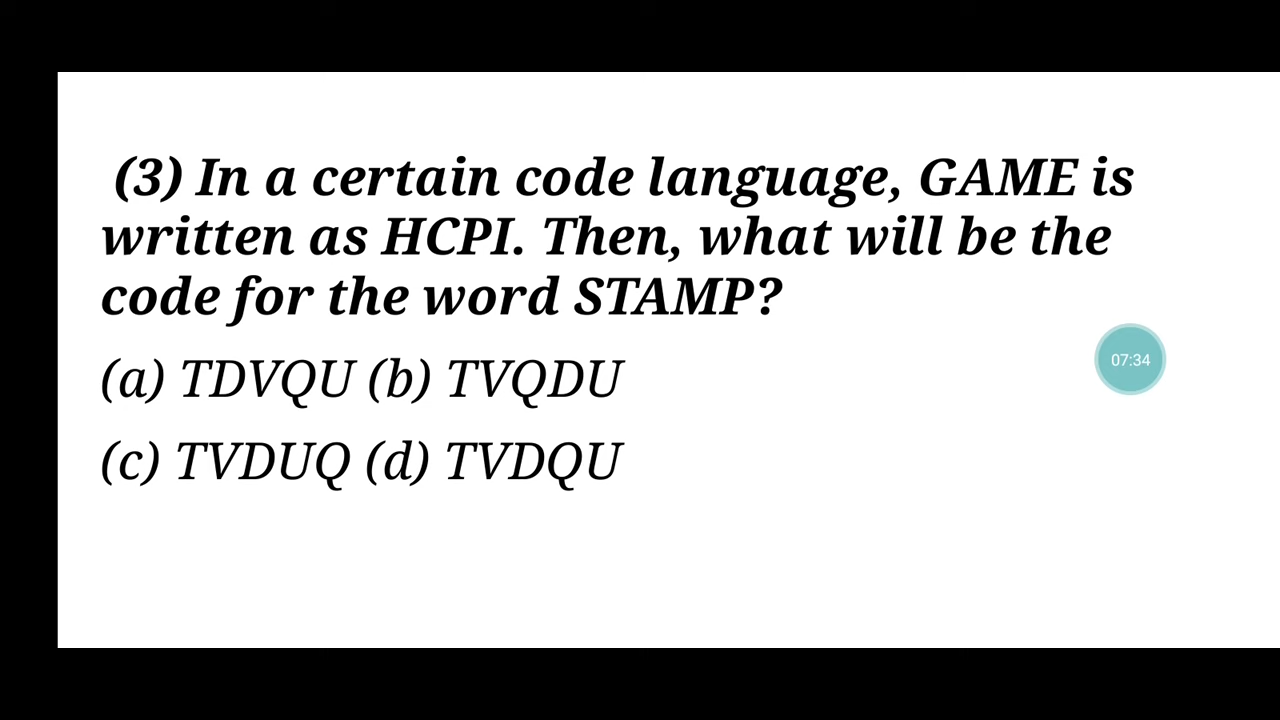 (3) In a certain code language, GAME is
written as HCPI. Then, what will be the
code for the word STAMP?
(a) TDVQU (b) TVQDU
07:34
(c) TVDUQ (d) TVDQU